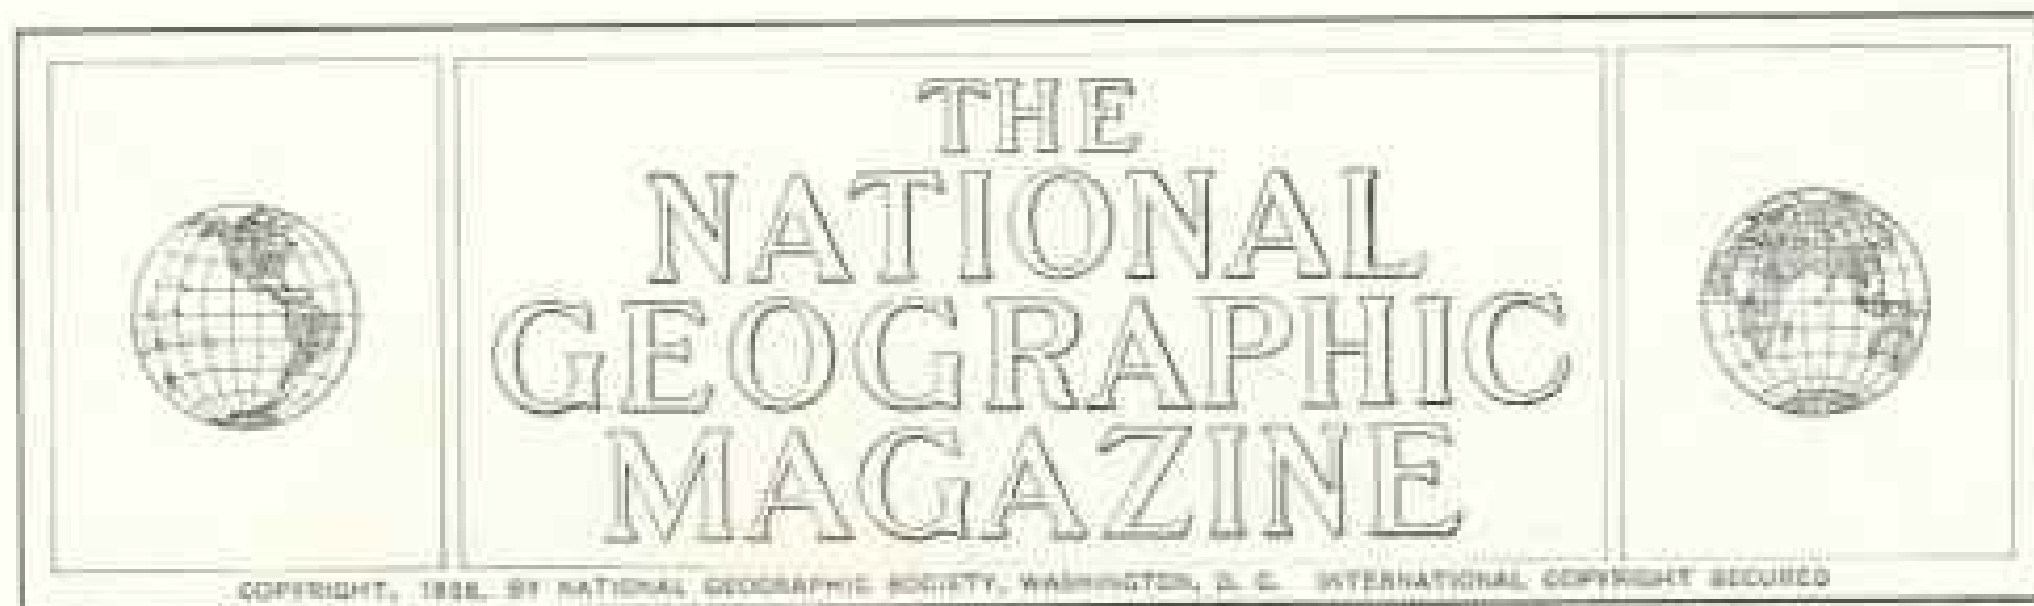 THE
NATIONAL
GEOGRAPHIC
MAGAZINE
COPYRIGHT, BY NATIONAL GEOGRAPHIC SOCIETY, WASHINGTON, D. C. INTERNATIONAL COPYRIGHT SECURED